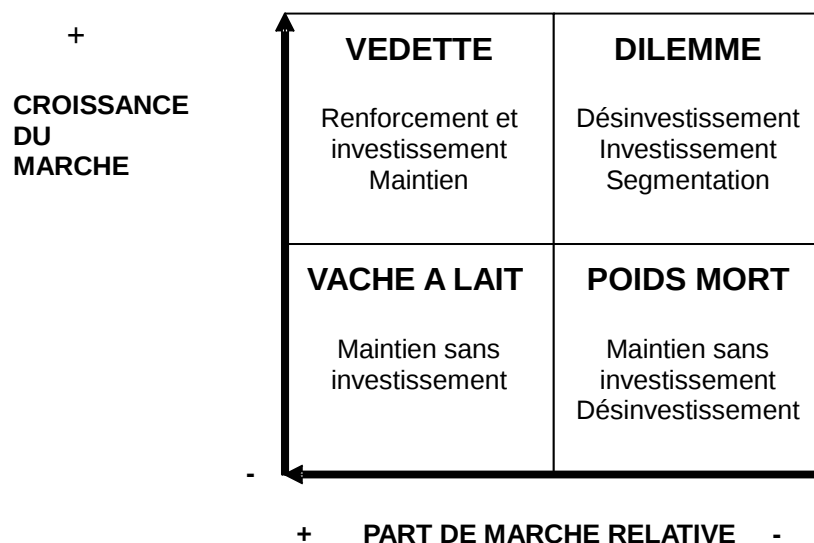 +
CROISSANCE
DU
MARCHE
VEDETTE
Renforcement et
investissement
Maintien
DILEMME
Désinvestissement
Investissement
Segmentation
VACHE A LAIT
Maintien sans
investissement
POIDS MORT
Maintien sans
investissement
Désinvestissement
-
+ PART DE MARCHE RELATIVE -